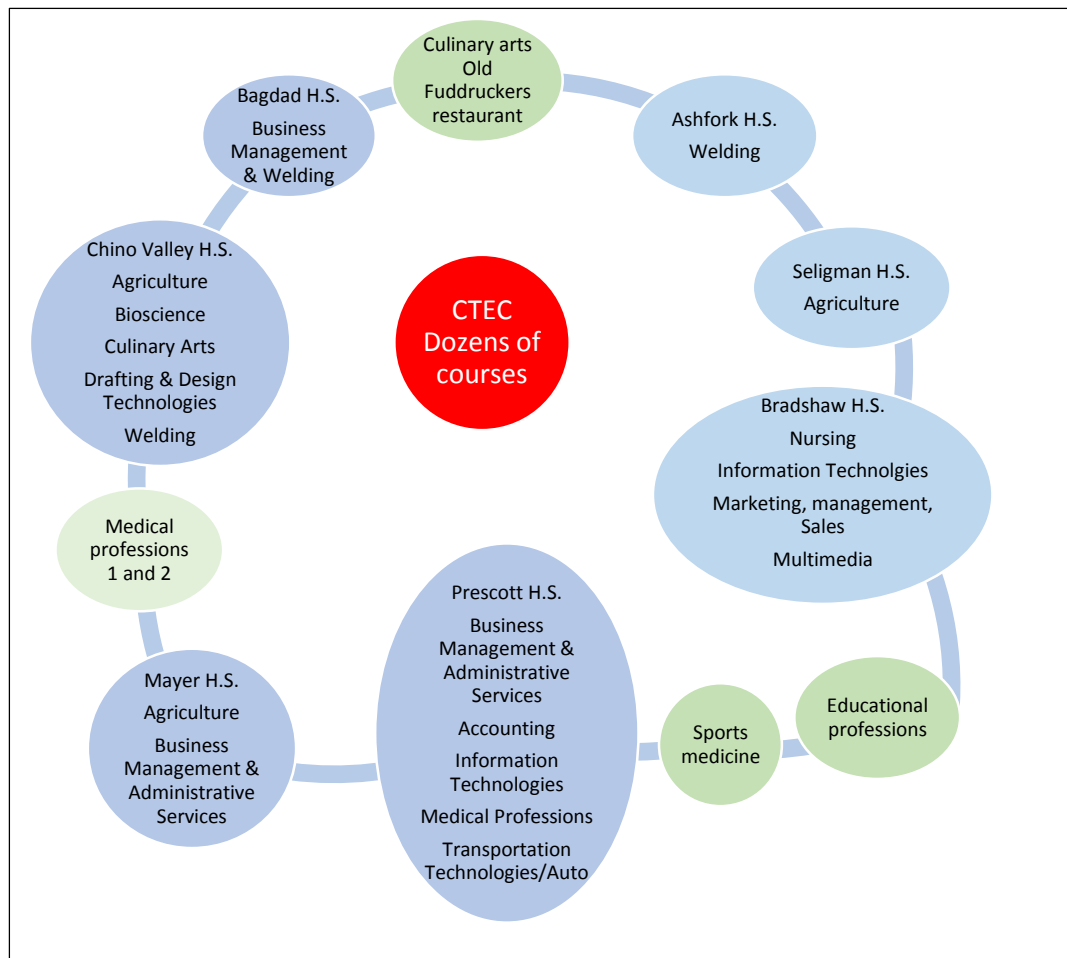 Culinary arts
Old
Fuddruckers
restaurant
Ashfork H.S.
Welding
Seligman H.S.
Agriculture
Bradshaw H.S.
Nursing
Information Technolgies
Marketing, management,
Sales
Multimedia
Educational
professions
Sports
medicine
Prescott H.S.
Business
Management &
Administrative
Services
Accounting
Information
Technologies
Medical Professions
Transportation
Technologies/Auto
Mayer H.S.
Agriculture
Business
Management &
Administrative
Services
Medical
professions
1 and 2
Chino Valley H.S.
Agriculture
Bioscience
Culinary Arts
Drafting & Design
Technologies
Welding
Bagdad H.S.
Business
Management
& Welding
CTEC
Dozens of
courses